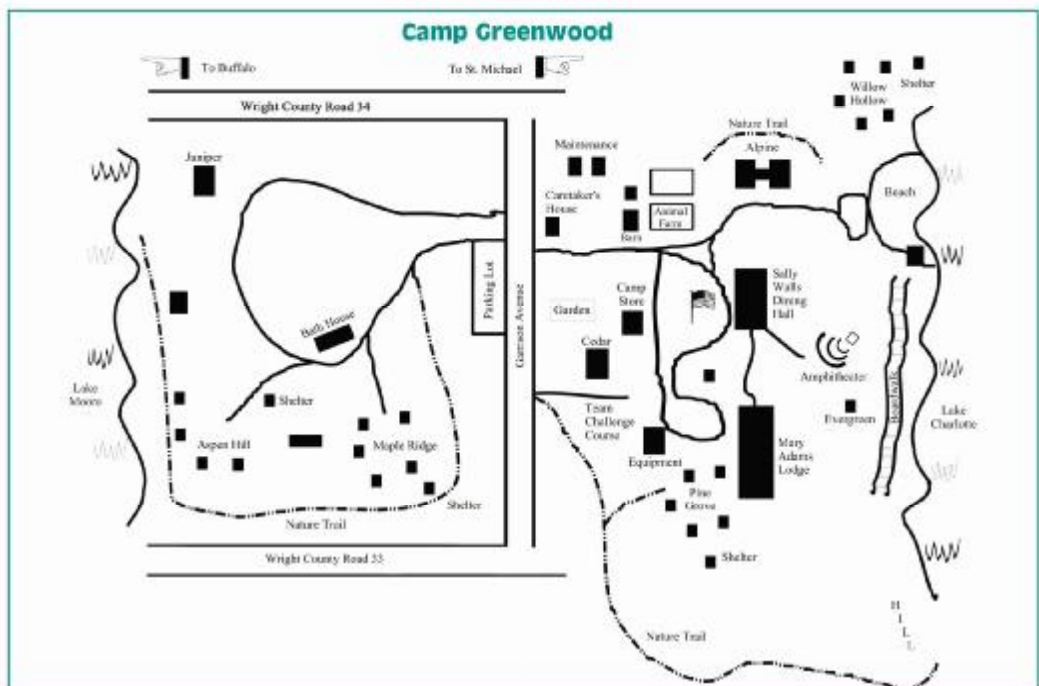 Camp Greenwood
To Buffalo
To St. Michael
Wright County Road 34
Willow
Hollow
Shelter
Nature Trail
Alpine
Maintenance
Juniper
Caretaker's
House
Barn
Animal
Farm
Beach
Parking Lot
Garrison Avenue
Sally
Walls
Dining
Hall
Camp
Store
Garden
Bath House
Cedar
Amphitheater
Boardwalk
Lake
Moore
Shelter
Team
Challenge
Course
Evergreen
Lake
Charlotte
Aspen Hill
Maple Ridge
Equipment
Mary
Adams
Lodge
Pine
Grove
Shelter
Nature Trail
Shelter
Wright County Road 33
Nature Trail
H
I
L
L